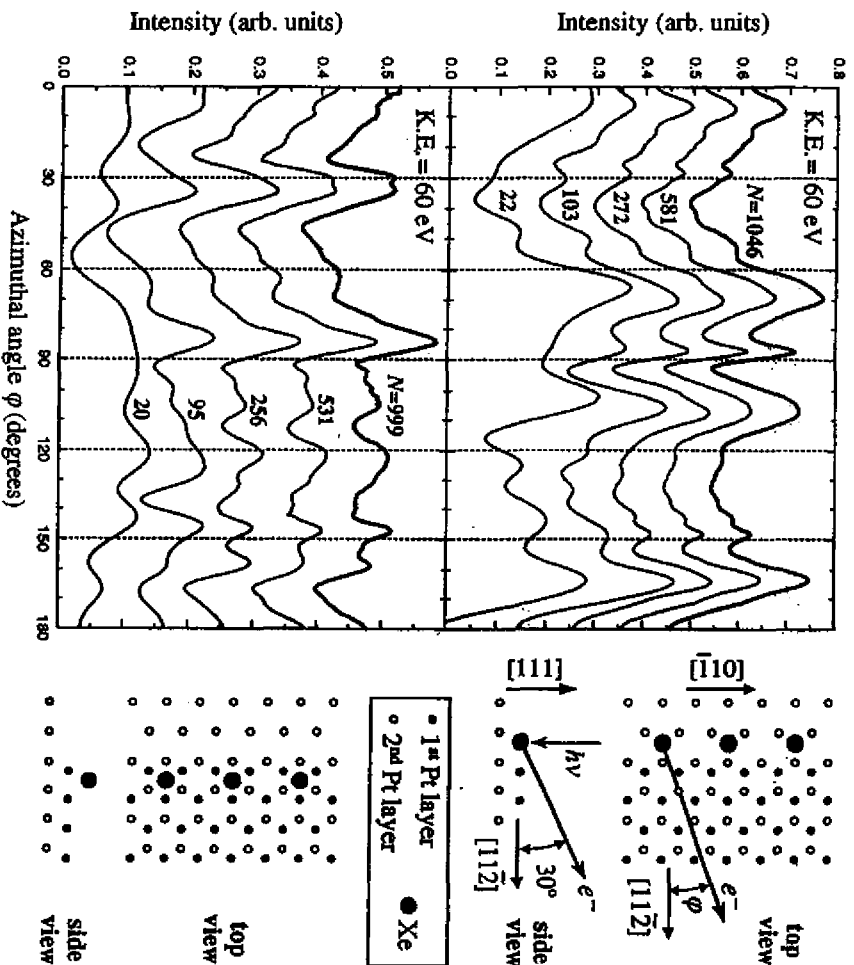 Intensity (arb. units)
0.8
0.7
0.6
0.5
0.4
0.3
0.2
0.1
0.0
K.E. = 60 eV
N=1046
581
272
103
22
Intensity (arb. units)
0.5
0.4
0.3
0.2
0.1
0.0
K.E. = 60 eV
N=999
531
256
95
20
0 30 60 90 120 150 180
Azimuthal angle φ (degrees)
[1̅10]
e⁻
φ
[112̅]
top
view
[111]
hν
e⁻
30°
[112̅]
side
view
1st Pt layer
2nd Pt layer
Xe
top
view
side
view